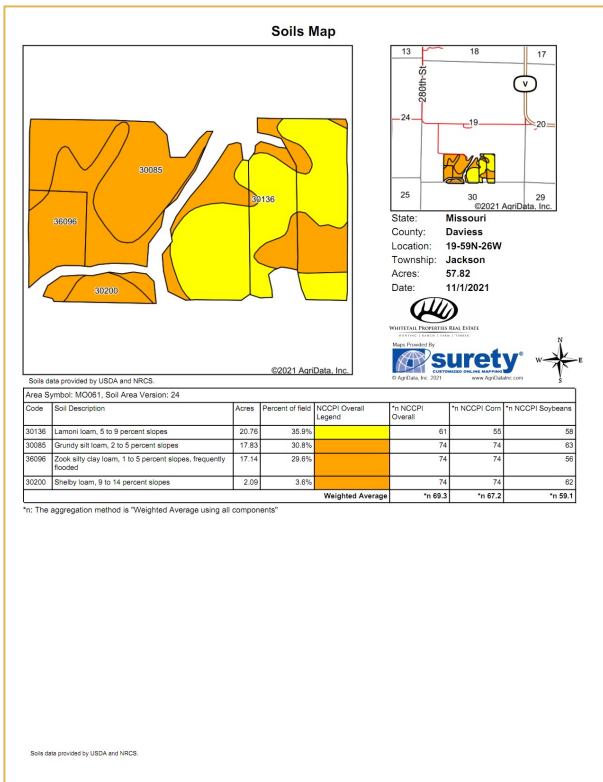 Soils Map
30085
30136
36096
30200
©2021 AgriData, Inc.
Soils data provided by USDA and NRCS.
13 18 17
280th St
V
24 19 20
25 30 29
©2021 AgriData, Inc.
State: Missouri
County: Daviess
Location: 19-59N-26W
Township: Jackson
Acres: 57.82
Date: 11/1/2021
WHITETAIL PROPERTIES REAL ESTATE
HUNTING | RANCH | FARM | TIMBER
Maps Provided By
surety®
CUSTOMIZED ONLINE MAPPING
© AgriData, Inc. 2021 www.AgriDataInc.com
N
W E
S
Area Symbol: MO061, Soil Area Version: 24
Code Soil Description Acres Percent of field NCCPI Overall Legend *n NCCPI Overall *n NCCPI Corn *n NCCPI Soybeans
30136 Lamoni loam, 5 to 9 percent slopes 20.76 35.9% 61 55 58
30085 Grundy silt loam, 2 to 5 percent slopes 17.83 30.8% 74 74 63
36096 Zook silty clay loam, 1 to 5 percent slopes, frequently flooded 17.14 29.6% 74 74 56
30200 Shelby loam, 9 to 14 percent slopes 2.09 3.6% 74 74 62
Weighted Average *n 69.3 *n 67.2 *n 59.1
*n: The aggregation method is "Weighted Average using all components"
Soils data provided by USDA and NRCS.